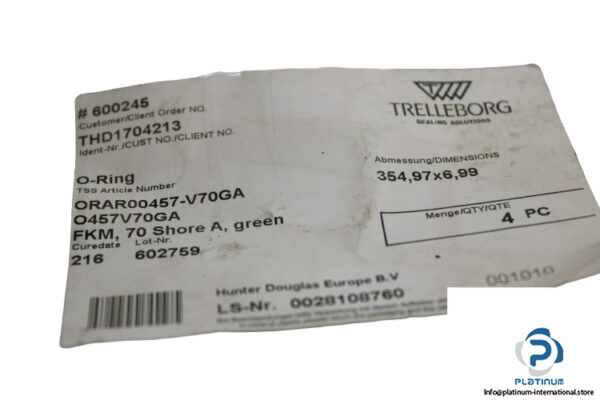 # 600245
Customer/Client Order NO.
THD1704213
Ident-Nr./CUST NO./CLIENT NO.
TRELLEBORG
SEALING SOLUTIONS
O-Ring
TSS Article Number
ORAR00457-V70GA
O457V70GA
FKM, 70 Shore A, green
Curedate Lot-Nr.
216 602759
Abmessung/DIMENSIONS
354,97x6,99
Menge/QTY/QTE
4 PC
Hunter Douglas Europe B.V
LS-Nr. 0028108760
001010
PLATINUM
Info@platinum-international.store